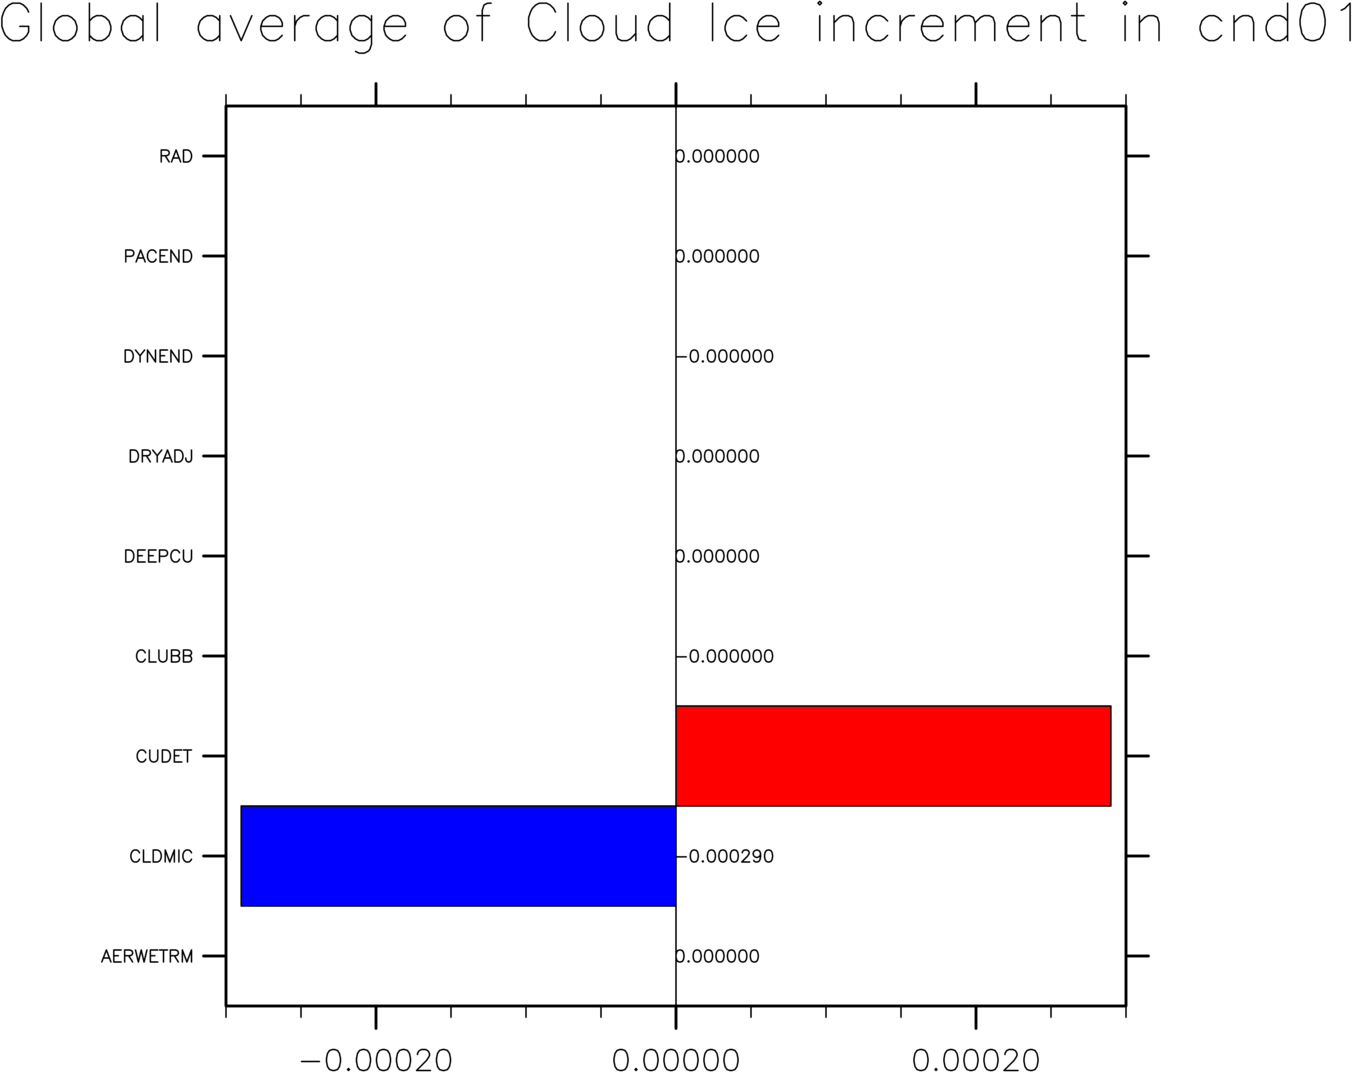 Global average of Cloud Ice increment in cnd01
RAD 0.000000
PACEND 0.000000
DYNEND -0.000000
DRYADJ 0.000000
DEEPCU 0.000000
CLUBB -0.000000
CUDET
CLDMIC -0.000290
AERWETRM 0.000000
-0.00020 0.00000 0.00020